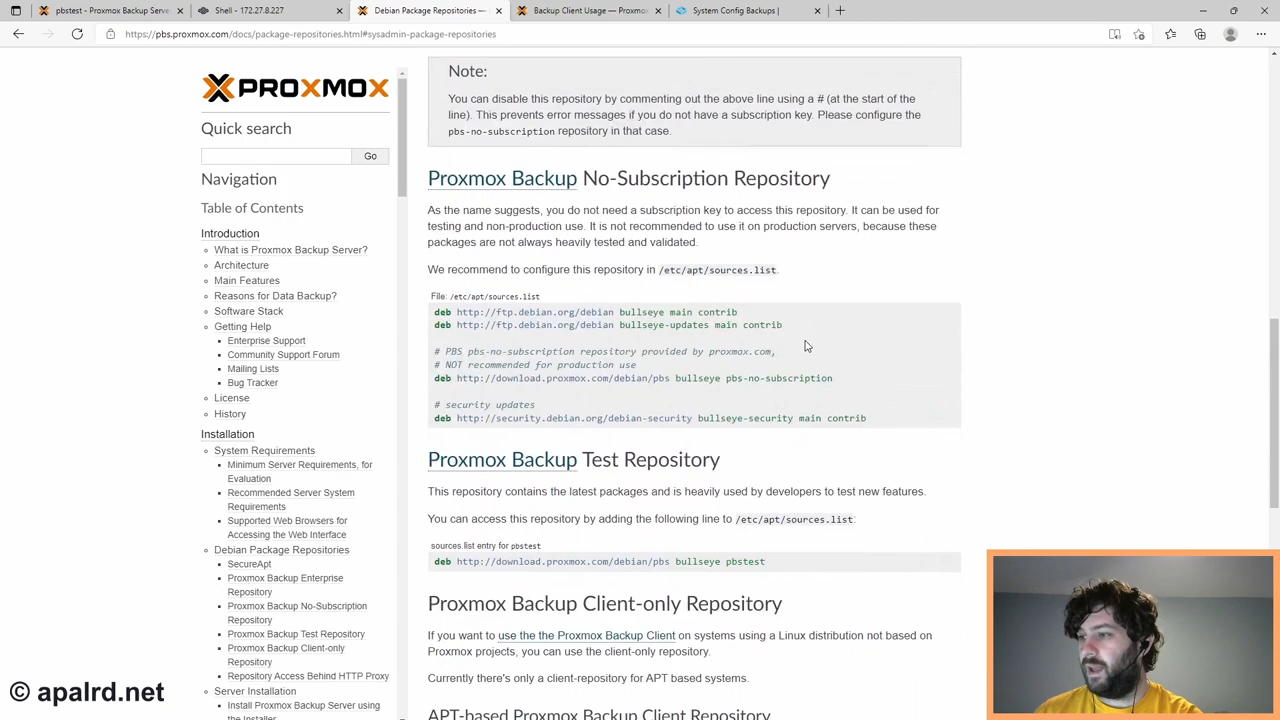 pbstest - Proxmox Backup Serve
Shell - 172.27.8.227
Debian Package Repositories —
Backup Client Usage — Proxmox
System Config Backups |
https://pbs.proxmox.com/docs/package-repositories.html#sysadmin-package-repositories
PROXMOX
Quick search
Go
Navigation
Table of Contents
Introduction
What is Proxmox Backup Server?
Architecture
Main Features
Reasons for Data Backup?
Software Stack
Getting Help
Enterprise Support
Community Support Forum
Mailing Lists
Bug Tracker
License
History
Installation
System Requirements
Minimum Server Requirements, for
Evaluation
Recommended Server System
Requirements
Supported Web Browsers for
Accessing the Web Interface
Debian Package Repositories
SecureApt
Proxmox Backup Enterprise
Repository
Proxmox Backup No-Subscription
Repository
Proxmox Backup Test Repository
Proxmox Backup Client-only
Repository
Repository Access Behind HTTP Proxy
Server Installation
Install Proxmox Backup Server using
the Installer
Note:
You can disable this repository by commenting out the above line using a # (at the start of the
line). This prevents error messages if you do not have a subscription key. Please configure the
pbs-no-subscription repository in that case.
Proxmox Backup No-Subscription Repository
As the name suggests, you do not need a subscription key to access this repository. It can be used for
testing and non-production use. It is not recommended to use it on production servers, because these
packages are not always heavily tested and validated.
We recommend to configure this repository in /etc/apt/sources.list.
File: /etc/apt/sources.list
deb http://ftp.debian.org/debian bullseye main contrib
deb http://ftp.debian.org/debian bullseye-updates main contrib
# PBS pbs-no-subscription repository provided by proxmox.com,
# NOT recommended for production use
deb http://download.proxmox.com/debian/pbs bullseye pbs-no-subscription
# security updates
deb http://security.debian.org/debian-security bullseye-security main contrib
Proxmox Backup Test Repository
This repository contains the latest packages and is heavily used by developers to test new features.
You can access this repository by adding the following line to /etc/apt/sources.list:
sources.list entry for pbstest
deb http://download.proxmox.com/debian/pbs bullseye pbstest
Proxmox Backup Client-only Repository
If you want to use the the Proxmox Backup Client on systems using a Linux distribution not based on
Proxmox projects, you can use the client-only repository.
Currently there's only a client-repository for APT based systems.
APT-based Proxmox Backup Client Repository
© apalrd.net